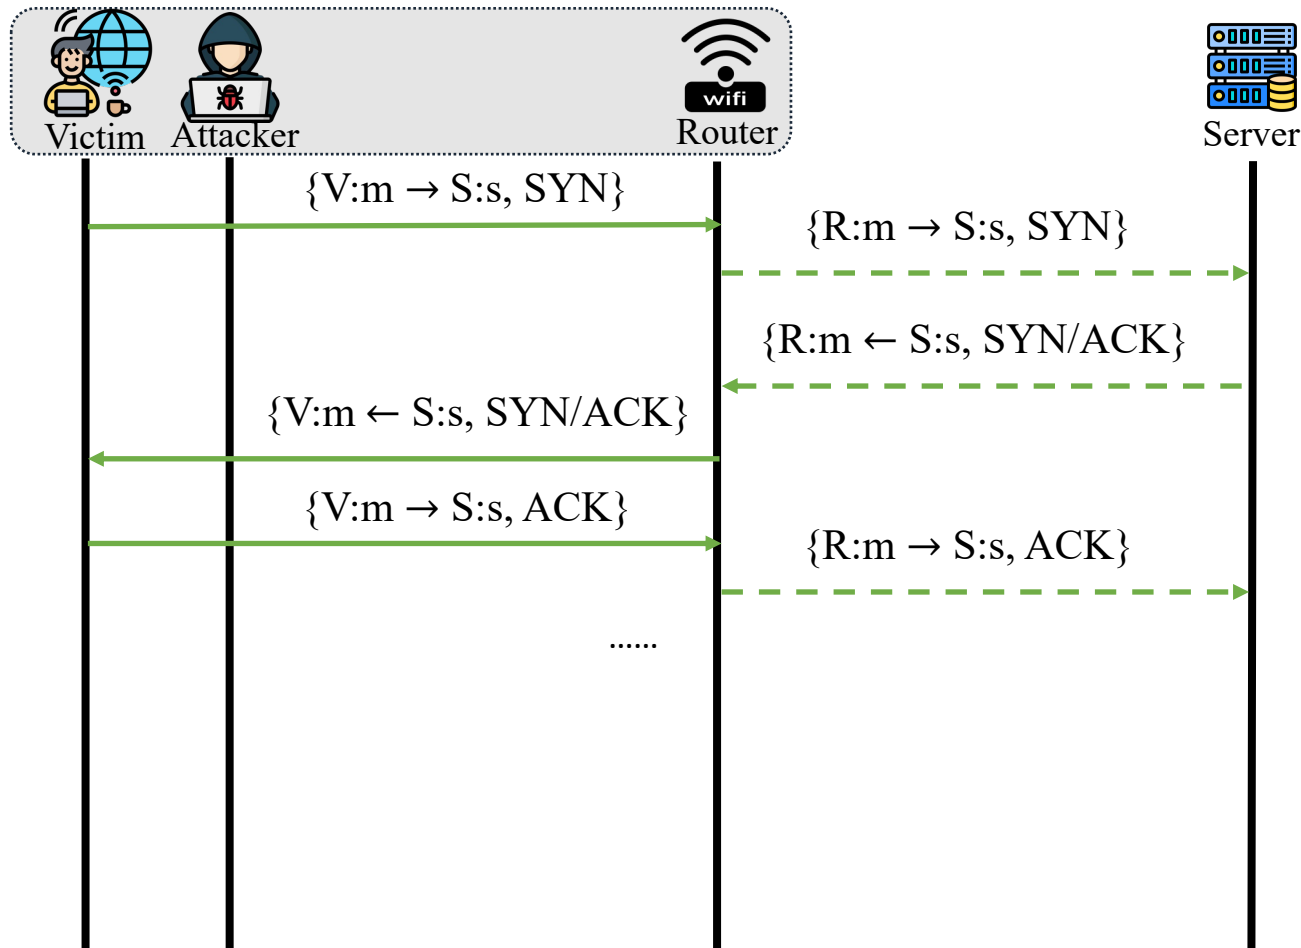 Victim
Attacker
wifi
Router
Server
{V:m → S:s, SYN}
{R:m → S:s, SYN}
{R:m ← S:s, SYN/ACK}
{V:m ← S:s, SYN/ACK}
{V:m → S:s, ACK}
{R:m → S:s, ACK}
......